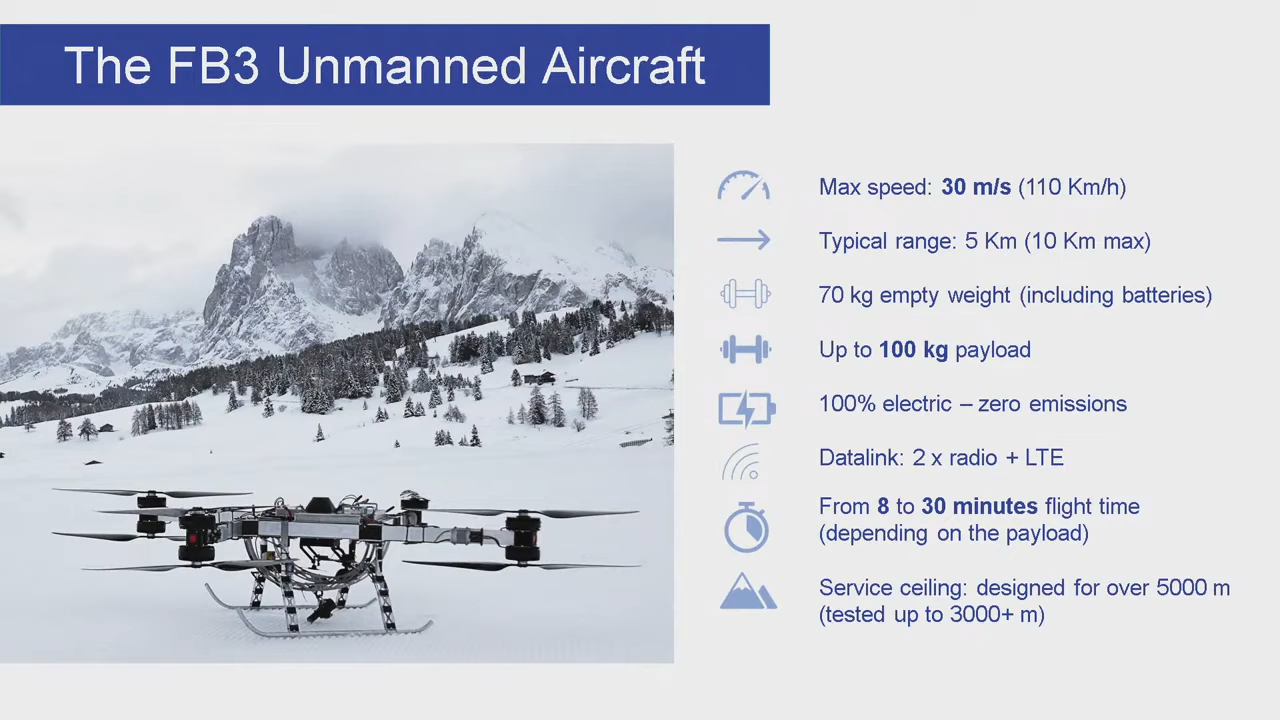 The FB3 Unmanned Aircraft
Max speed: 30 m/s (110 Km/h)
Typical range: 5 Km (10 Km max)
70 kg empty weight (including batteries)
Up to 100 kg payload
100% electric – zero emissions
Datalink: 2 x radio + LTE
From 8 to 30 minutes flight time
(depending on the payload)
Service ceiling: designed for over 5000 m
(tested up to 3000+ m)